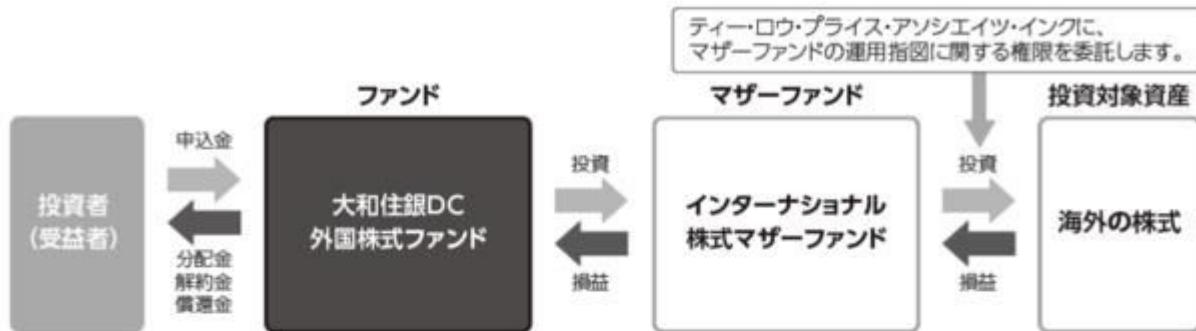 ティー・ロウ・プライス・アソシエイツ・インクに、
マザーファンドの運用指図に関する権限を委託します。
ファンド
マザーファンド
投資対象資産
投資者
（受益者）
申込金
分配金
解約金
償還金
大和住銀DC
外国株式ファンド
投資
損益
インターナショナル
株式マザーファンド
投資
損益
海外の株式